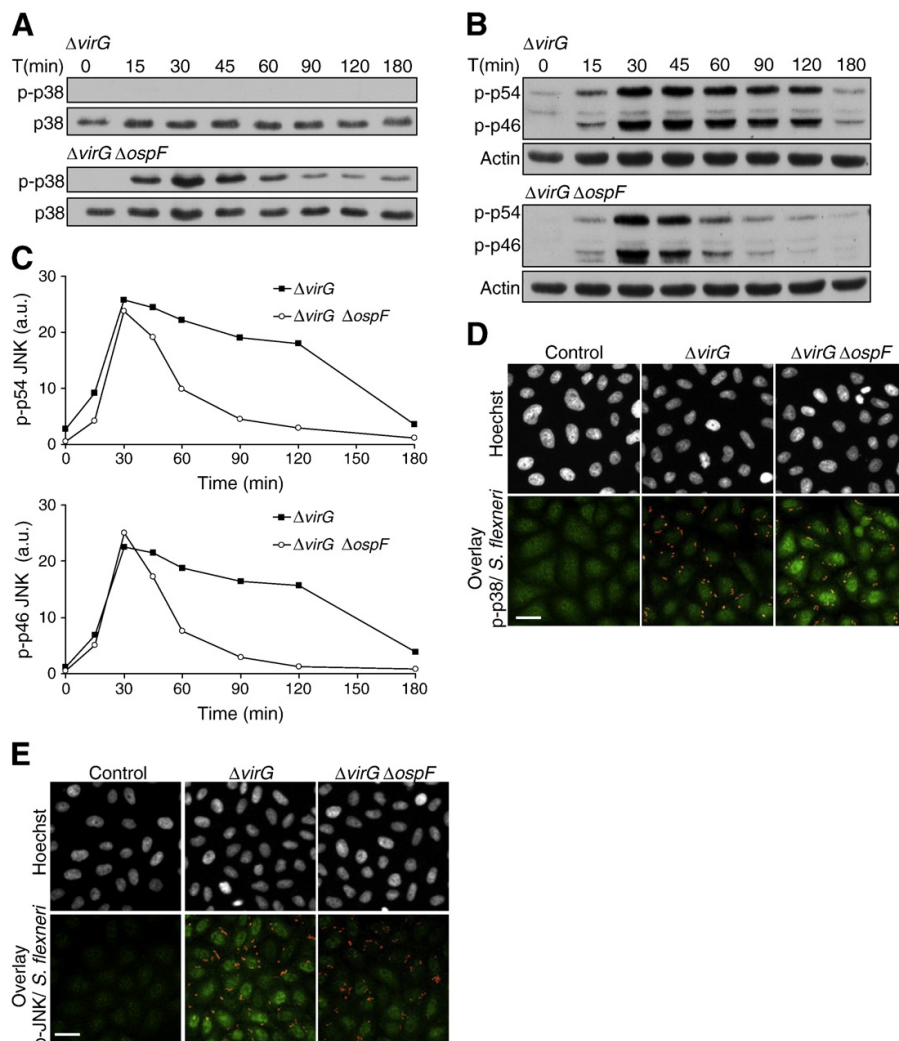 A
ΔvirG
T(min) 0 15 30 45 60 90 120 180
p-p38
p38
ΔvirG ΔospF
p-p38
p38
B
ΔvirG
T(min) 0 15 30 45 60 90 120 180
p-p54
p-p46
Actin
ΔvirG ΔospF
p-p54
p-p46
Actin
C
30
20
10
0
p-p54 JNK (a.u.)
ΔvirG
ΔvirG ΔospF
0 30 60 90 120 150 180
Time (min)
30
20
10
0
p-p46 JNK (a.u.)
ΔvirG
ΔvirG ΔospF
0 30 60 90 120 150 180
Time (min)
D
Control ΔvirG ΔvirG ΔospF
Hoechst
Overlay
p-p38/ S. flexneri
E
Control ΔvirG ΔvirG ΔospF
Hoechst
Overlay
p-JNK/ S. flexneri